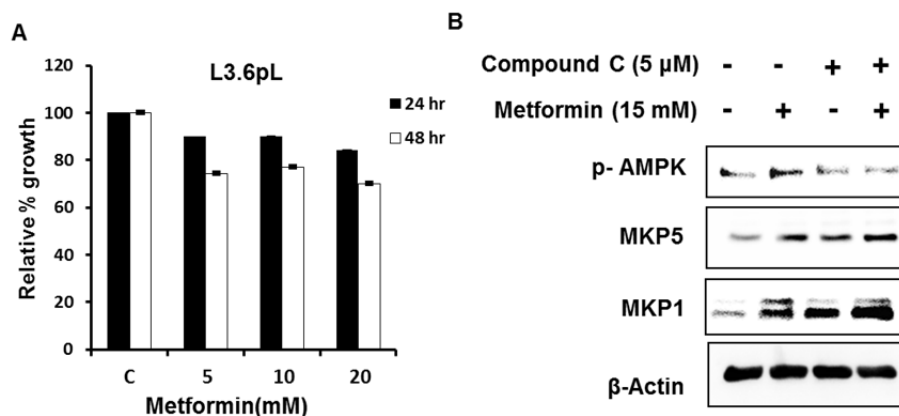 A
L3.6pL
120
100
80
60
40
20
0
Relative % growth
24 hr
48 hr
C 5 10 20
Metformin(mM)
B
Compound C (5 µM) - - + +
Metformin (15 mM) - + - +
p- AMPK
MKP5
MKP1
β-Actin